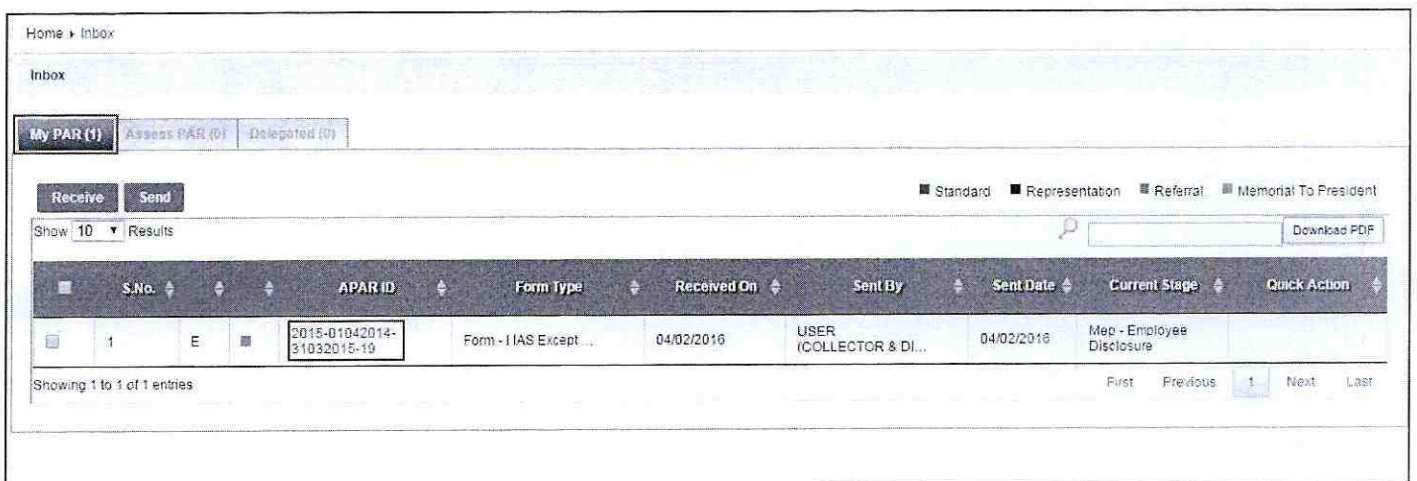 Home ▸ Inbox
Inbox
My PAR (1) Assess PAR (0) Delegated (0)
Receive Send Standard Representation Referral Memorial To President
Show 10 ▼ Results Download PDF
S.No. APAR ID Form Type Received On Sent By Sent Date Current Stage Quick Action
1 E 2015-01042014-31032015-19 Form - I IAS Except ... 04/02/2016 USER (COLLECTOR & DI... 04/02/2016 Mep - Employee Disclosure
Showing 1 to 1 of 1 entries First Previous 1 Next Last